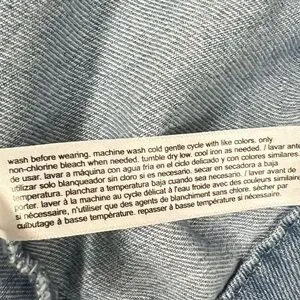 wash before wearing. machine wash cold gentle cycle with like colors. only
non-chlorine bleach when needed. tumble dry low. cool iron as needed. / lavar ante
de usar. lavar a máquina con agua fría en el ciclo delicado y con colores similares
utilizar solo blanqueador sin cloro si es necesario. secar en secadora a baja
temperatura. planchar a temperatura baja cuando sea necesario. / laver avant de
porter. laver à la machine au cycle délicat à l'eau froide avec des couleurs similaire
si nécessaire, n'utiliser que des agents de blanchiment sans chlore. sécher par
culbutage à basse température. repasser à basse température si nécessaire.